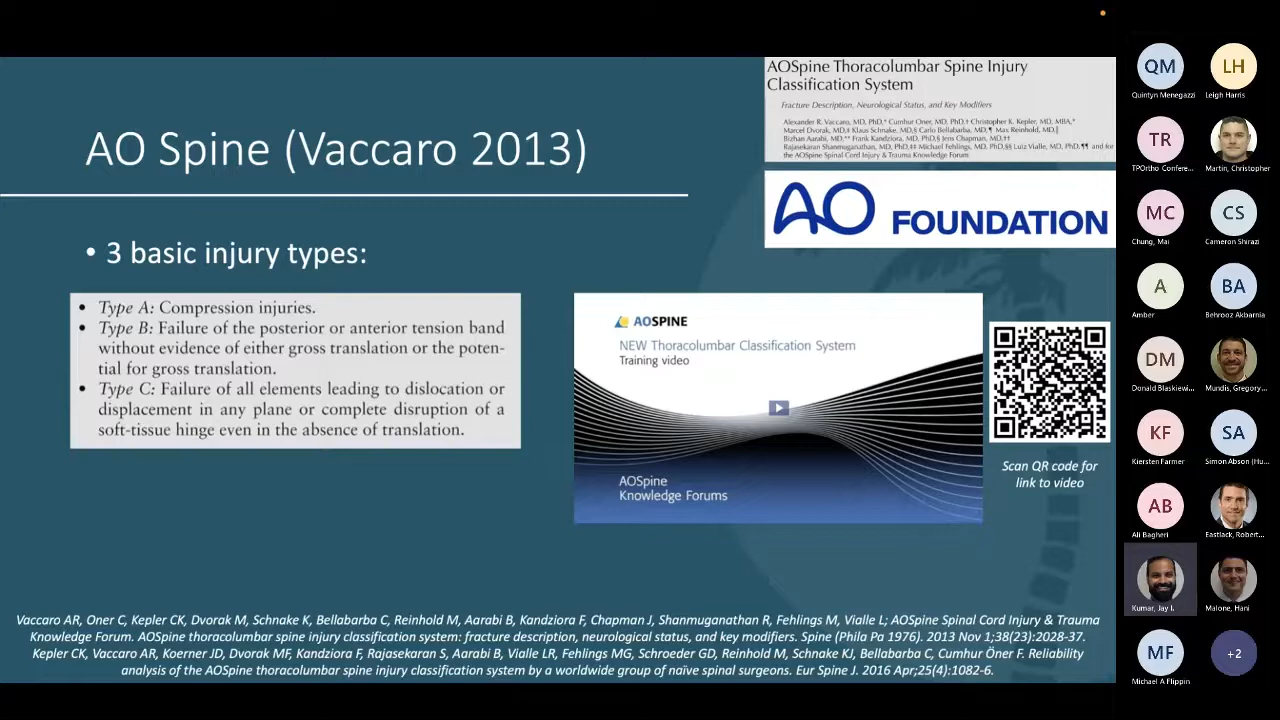 AOSpine Thoracolumbar Spine Injury
Classification System
Fracture Description, Neurological Status, and Key Modifiers
Alexander R. Vaccaro, MD, PhD,* Cumhur Oner, MD, PhD,† Christopher K. Kepler, MD, MBA,*
Marcel Dvorak, MD,‡ Klaus Schnake, MD,§ Carlo Bellabarba, MD,¶ Max Reinhold, MD,||
Bizhan Aarabi, MD,** Frank Kandziora, MD, PhD,§ Jens Chapman, MD,††
Rajasekaran Shanmuganathan, MD, PhD,‡‡ Michael Fehlings, MD, PhD,§§ Luiz Vialle, MD, PhD,¶¶ and for
the AOSpine Spinal Cord Injury & Trauma Knowledge Forum
AO Spine (Vaccaro 2013)
AO FOUNDATION
• 3 basic injury types:
• Type A: Compression injuries.
• Type B: Failure of the posterior or anterior tension band
without evidence of either gross translation or the poten-
tial for gross translation.
• Type C: Failure of all elements leading to dislocation or
displacement in any plane or complete disruption of a
soft-tissue hinge even in the absence of translation.
AOSPINE
NEW Thoracolumbar Classification System
Training video
AOSpine
Knowledge Forums
Scan QR code for
link to video
Vaccaro AR, Oner C, Kepler CK, Dvorak M, Schnake K, Bellabarba C, Reinhold M, Aarabi B, Kandziora F, Chapman J, Shanmuganathan R, Fehlings M, Vialle L; AOSpine Spinal Cord Injury & Trauma
Knowledge Forum. AOSpine thoracolumbar spine injury classification system: fracture description, neurological status, and key modifiers. Spine (Phila Pa 1976). 2013 Nov 1;38(23):2028-37.
Kepler CK, Vaccaro AR, Koerner JD, Dvorak MF, Kandziora F, Rajasekaran S, Aarabi B, Vialle LR, Fehlings MG, Schroeder GD, Reinhold M, Schnake KJ, Bellabarba C, Cumhur Öner F. Reliability
analysis of the AOSpine thoracolumbar spine injury classification system by a worldwide group of naïve spinal surgeons. Eur Spine J. 2016 Apr;25(4):1082-6.
QM
Quintyn Menegazzi
LH
Leigh Harris
TR
TPOrtho Confere...
Martin, Christopher
MC
Chung, Mai
CS
Cameron Shirazi
A
Amber
BA
Behrooz Akbarnia
DM
Donald Blaskiewi...
Mundis, Gregory...
KF
Kiersten Farmer
SA
Simon Abson (Hu...
AB
Ali Bagheri
Eastlack, Robert...
Kumar, Jay I.
Malone, Hani
MF
Michael A Flippin
+2